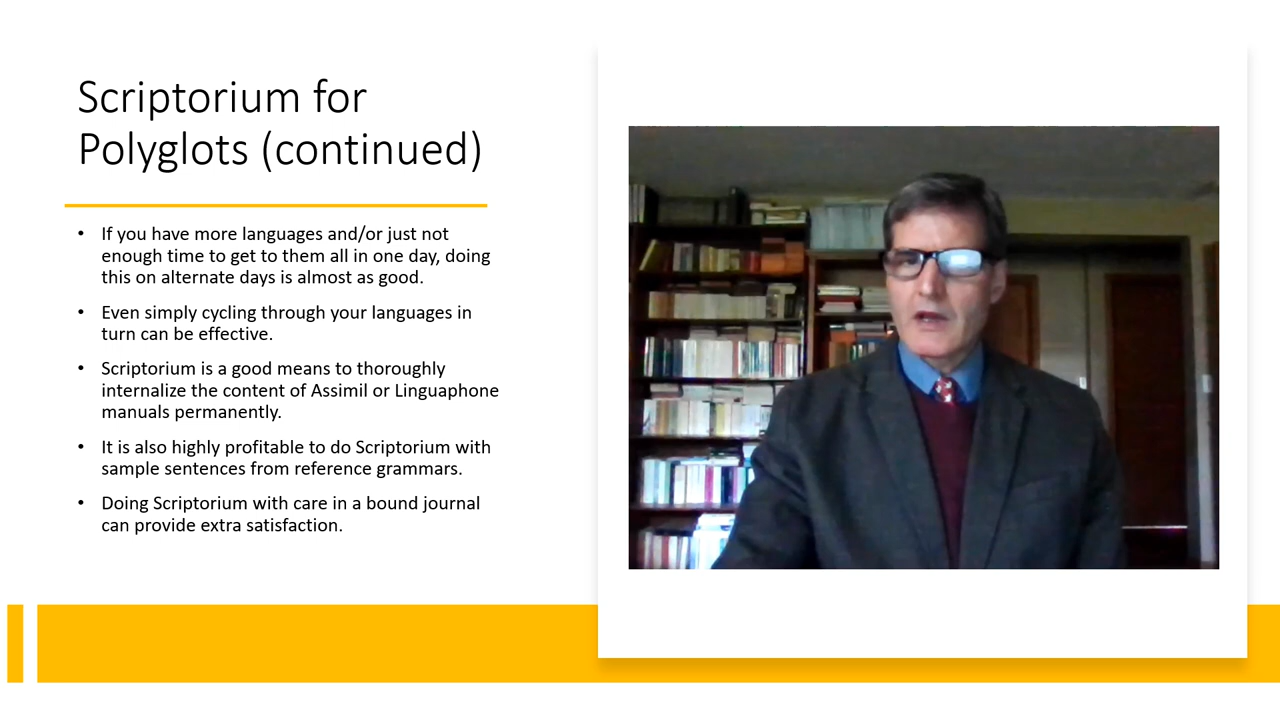 Scriptorium for
Polyglots (continued)
• If you have more languages and/or just not
enough time to get to them all in one day, doing
this on alternate days is almost as good.
• Even simply cycling through your languages in
turn can be effective.
• Scriptorium is a good means to thoroughly
internalize the content of Assimil or Linguaphone
manuals permanently.
• It is also highly profitable to do Scriptorium with
sample sentences from reference grammars.
• Doing Scriptorium with care in a bound journal
can provide extra satisfaction.